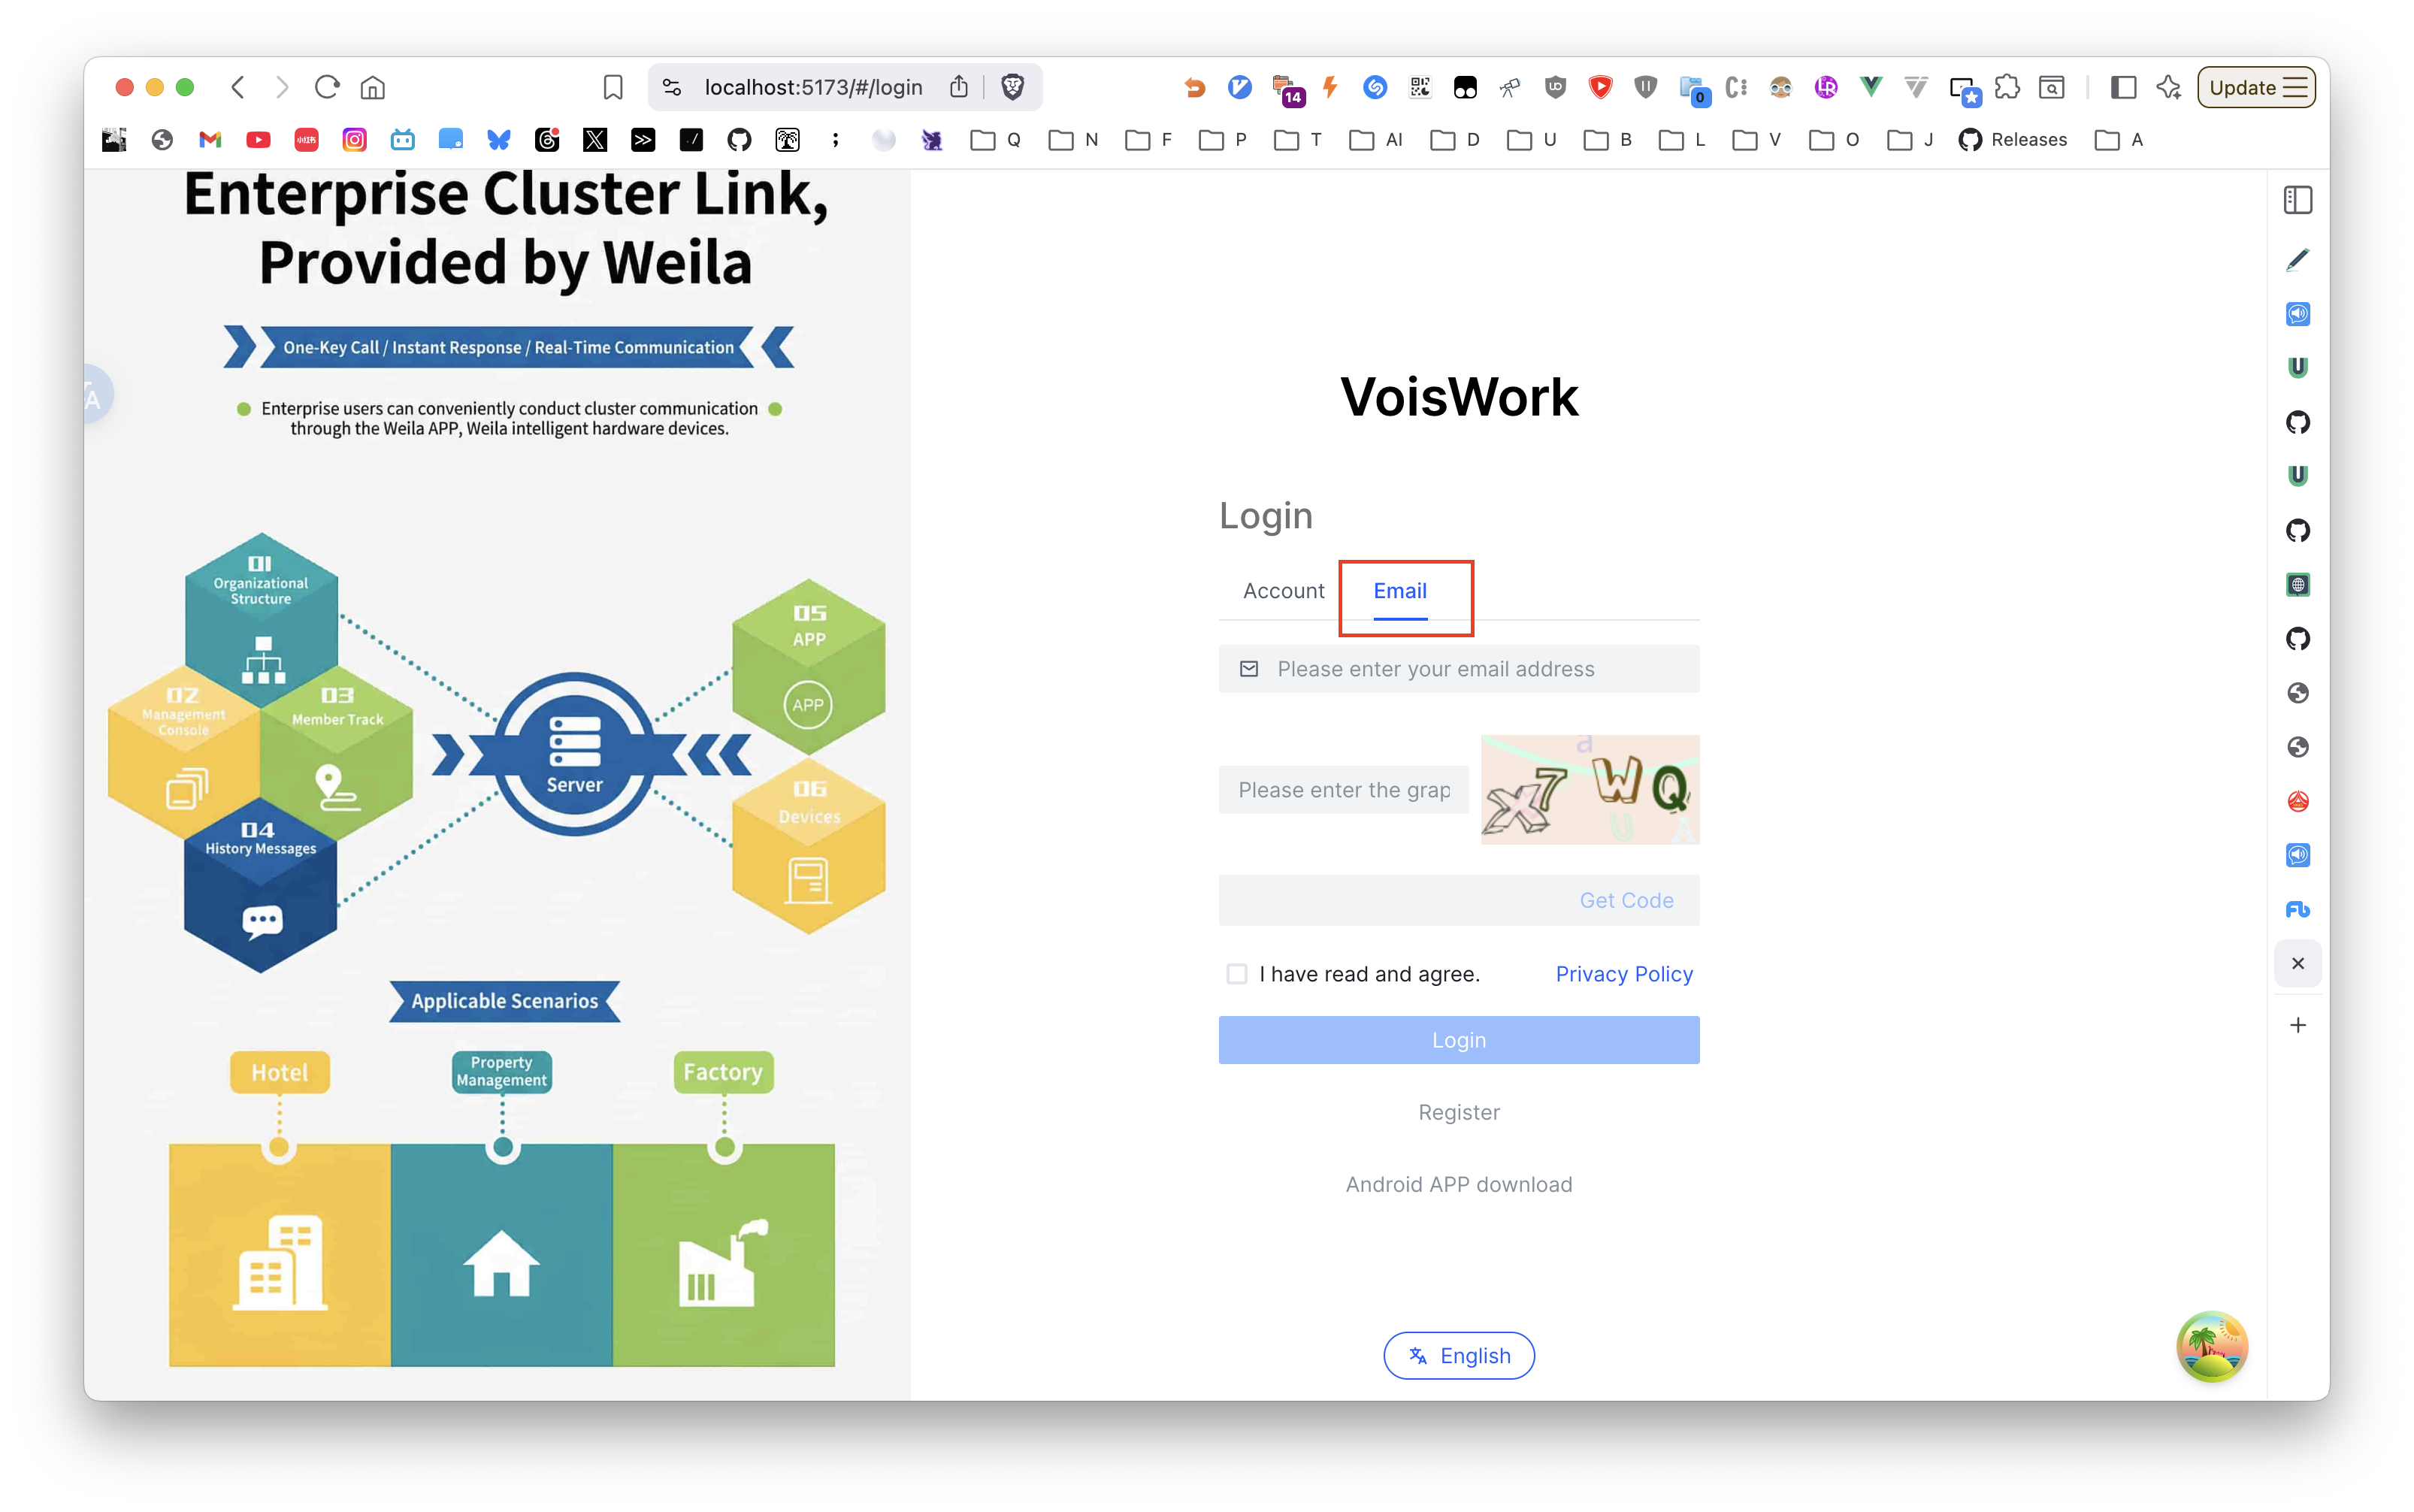 localhost:5173/#/login
14
0
Update
Q
N
F
P
T
AI
D
U
B
L
V
O
J
Releases
A
Enterprise Cluster Link,
Provided by Weila
One-Key Call / Instant Response / Real-Time Communication
Enterprise users can conveniently conduct cluster communication
through the Weila APP, Weila intelligent hardware devices.
01
Organizational
Structure
02
Management
Console
03
Member Track
04
History Messages
Server
05
APP
APP
06
Devices
Applicable Scenarios
Hotel
Property
Management
Factory
VoisWork
Login
Account
Email
Please enter your email address
Please enter the grap
x7WQ
Get Code
I have read and agree.
Privacy Policy
Login
Register
Android APP download
English